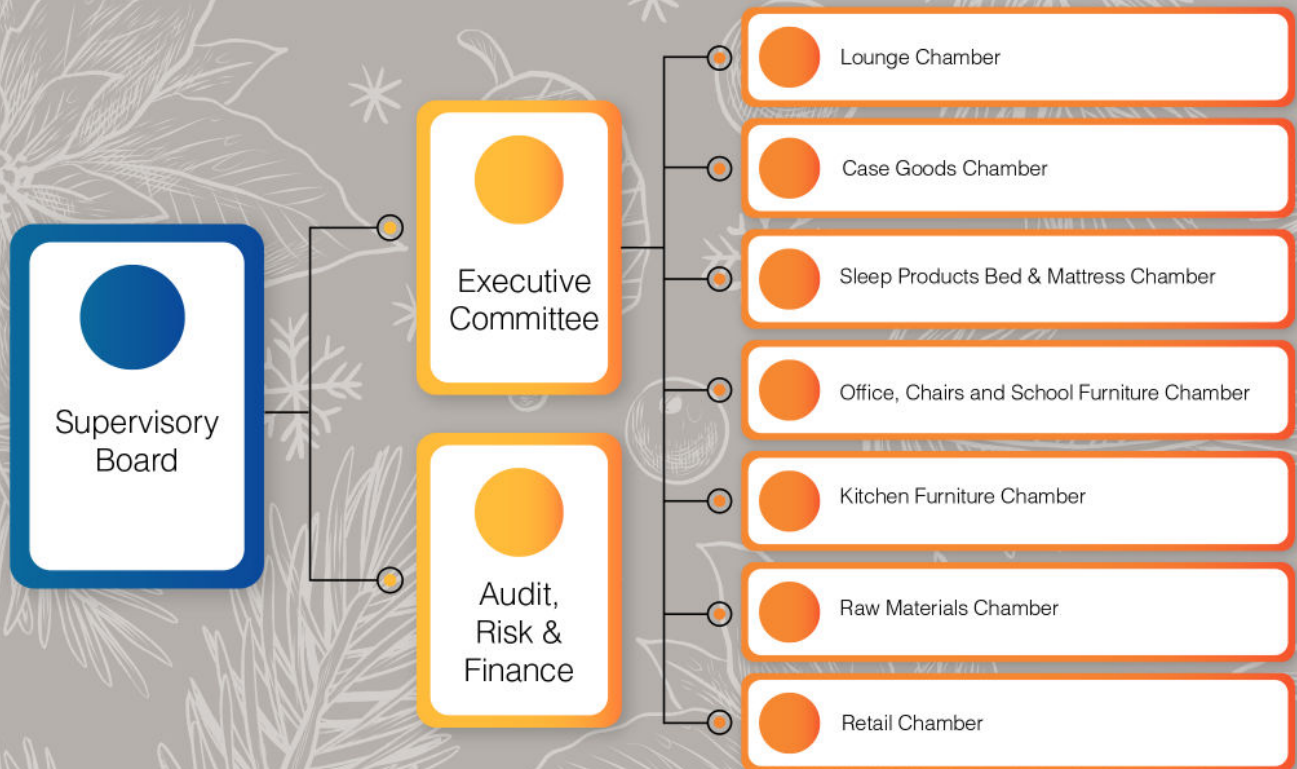 Supervisory
Board
Executive
Committee
Audit,
Risk &
Finance
Lounge Chamber
Case Goods Chamber
Sleep Products Bed & Mattress Chamber
Office, Chairs and School Furniture Chamber
Kitchen Furniture Chamber
Raw Materials Chamber
Retail Chamber